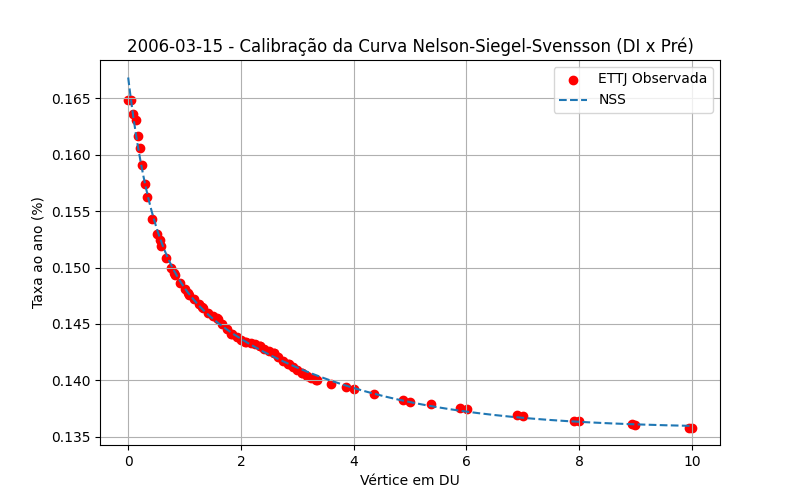 2006-03-15 - Calibração da Curva Nelson-Siegel-Svensson (DI x Pré)
ETTJ Observada
NSS
Taxa ao ano (%)
0.165
0.160
0.155
0.150
0.145
0.140
0.135
0 2 4 6 8 10
Vértice em DU